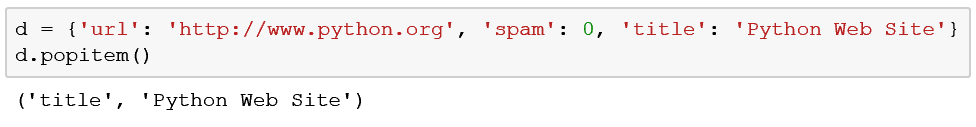 d = {'url': 'http://www.python.org', 'spam': 0, 'title': 'Python Web Site'}
d.popitem()
('title', 'Python Web Site')